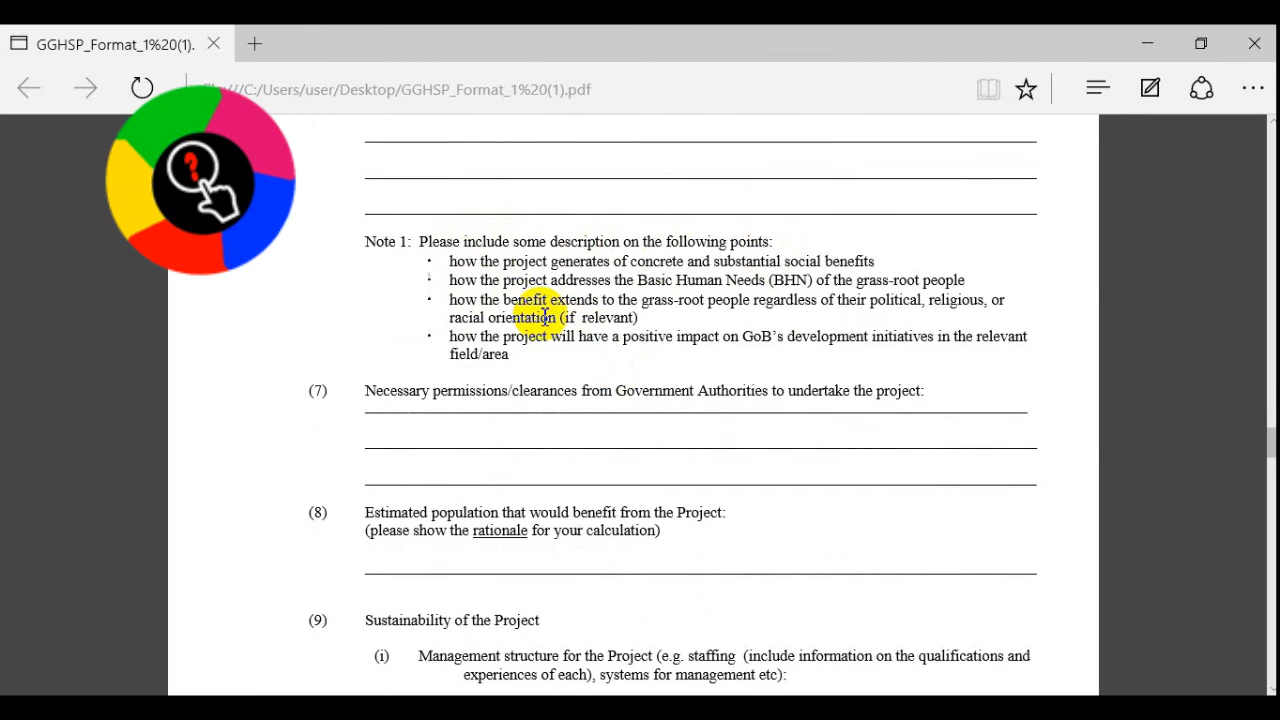 GGHSP_Format_1%20(1).
/C:/Users/user/Desktop/GGHSP_Format_1%20(1).pdf
?
Note 1: Please include some description on the following points:
· how the project generates of concrete and substantial social benefits
· how the project addresses the Basic Human Needs (BHN) of the grass-root people
· how the benefit extends to the grass-root people regardless of their political, religious, or
racial orientation (if relevant)
· how the project will have a positive impact on GoB's development initiatives in the relevant
field/area
(7) Necessary permissions/clearances from Government Authorities to undertake the project:
(8) Estimated population that would benefit from the Project:
(please show the rationale for your calculation)
(9) Sustainability of the Project
(i) Management structure for the Project (e.g. staffing (include information on the qualifications and
experiences of each), systems for management etc):